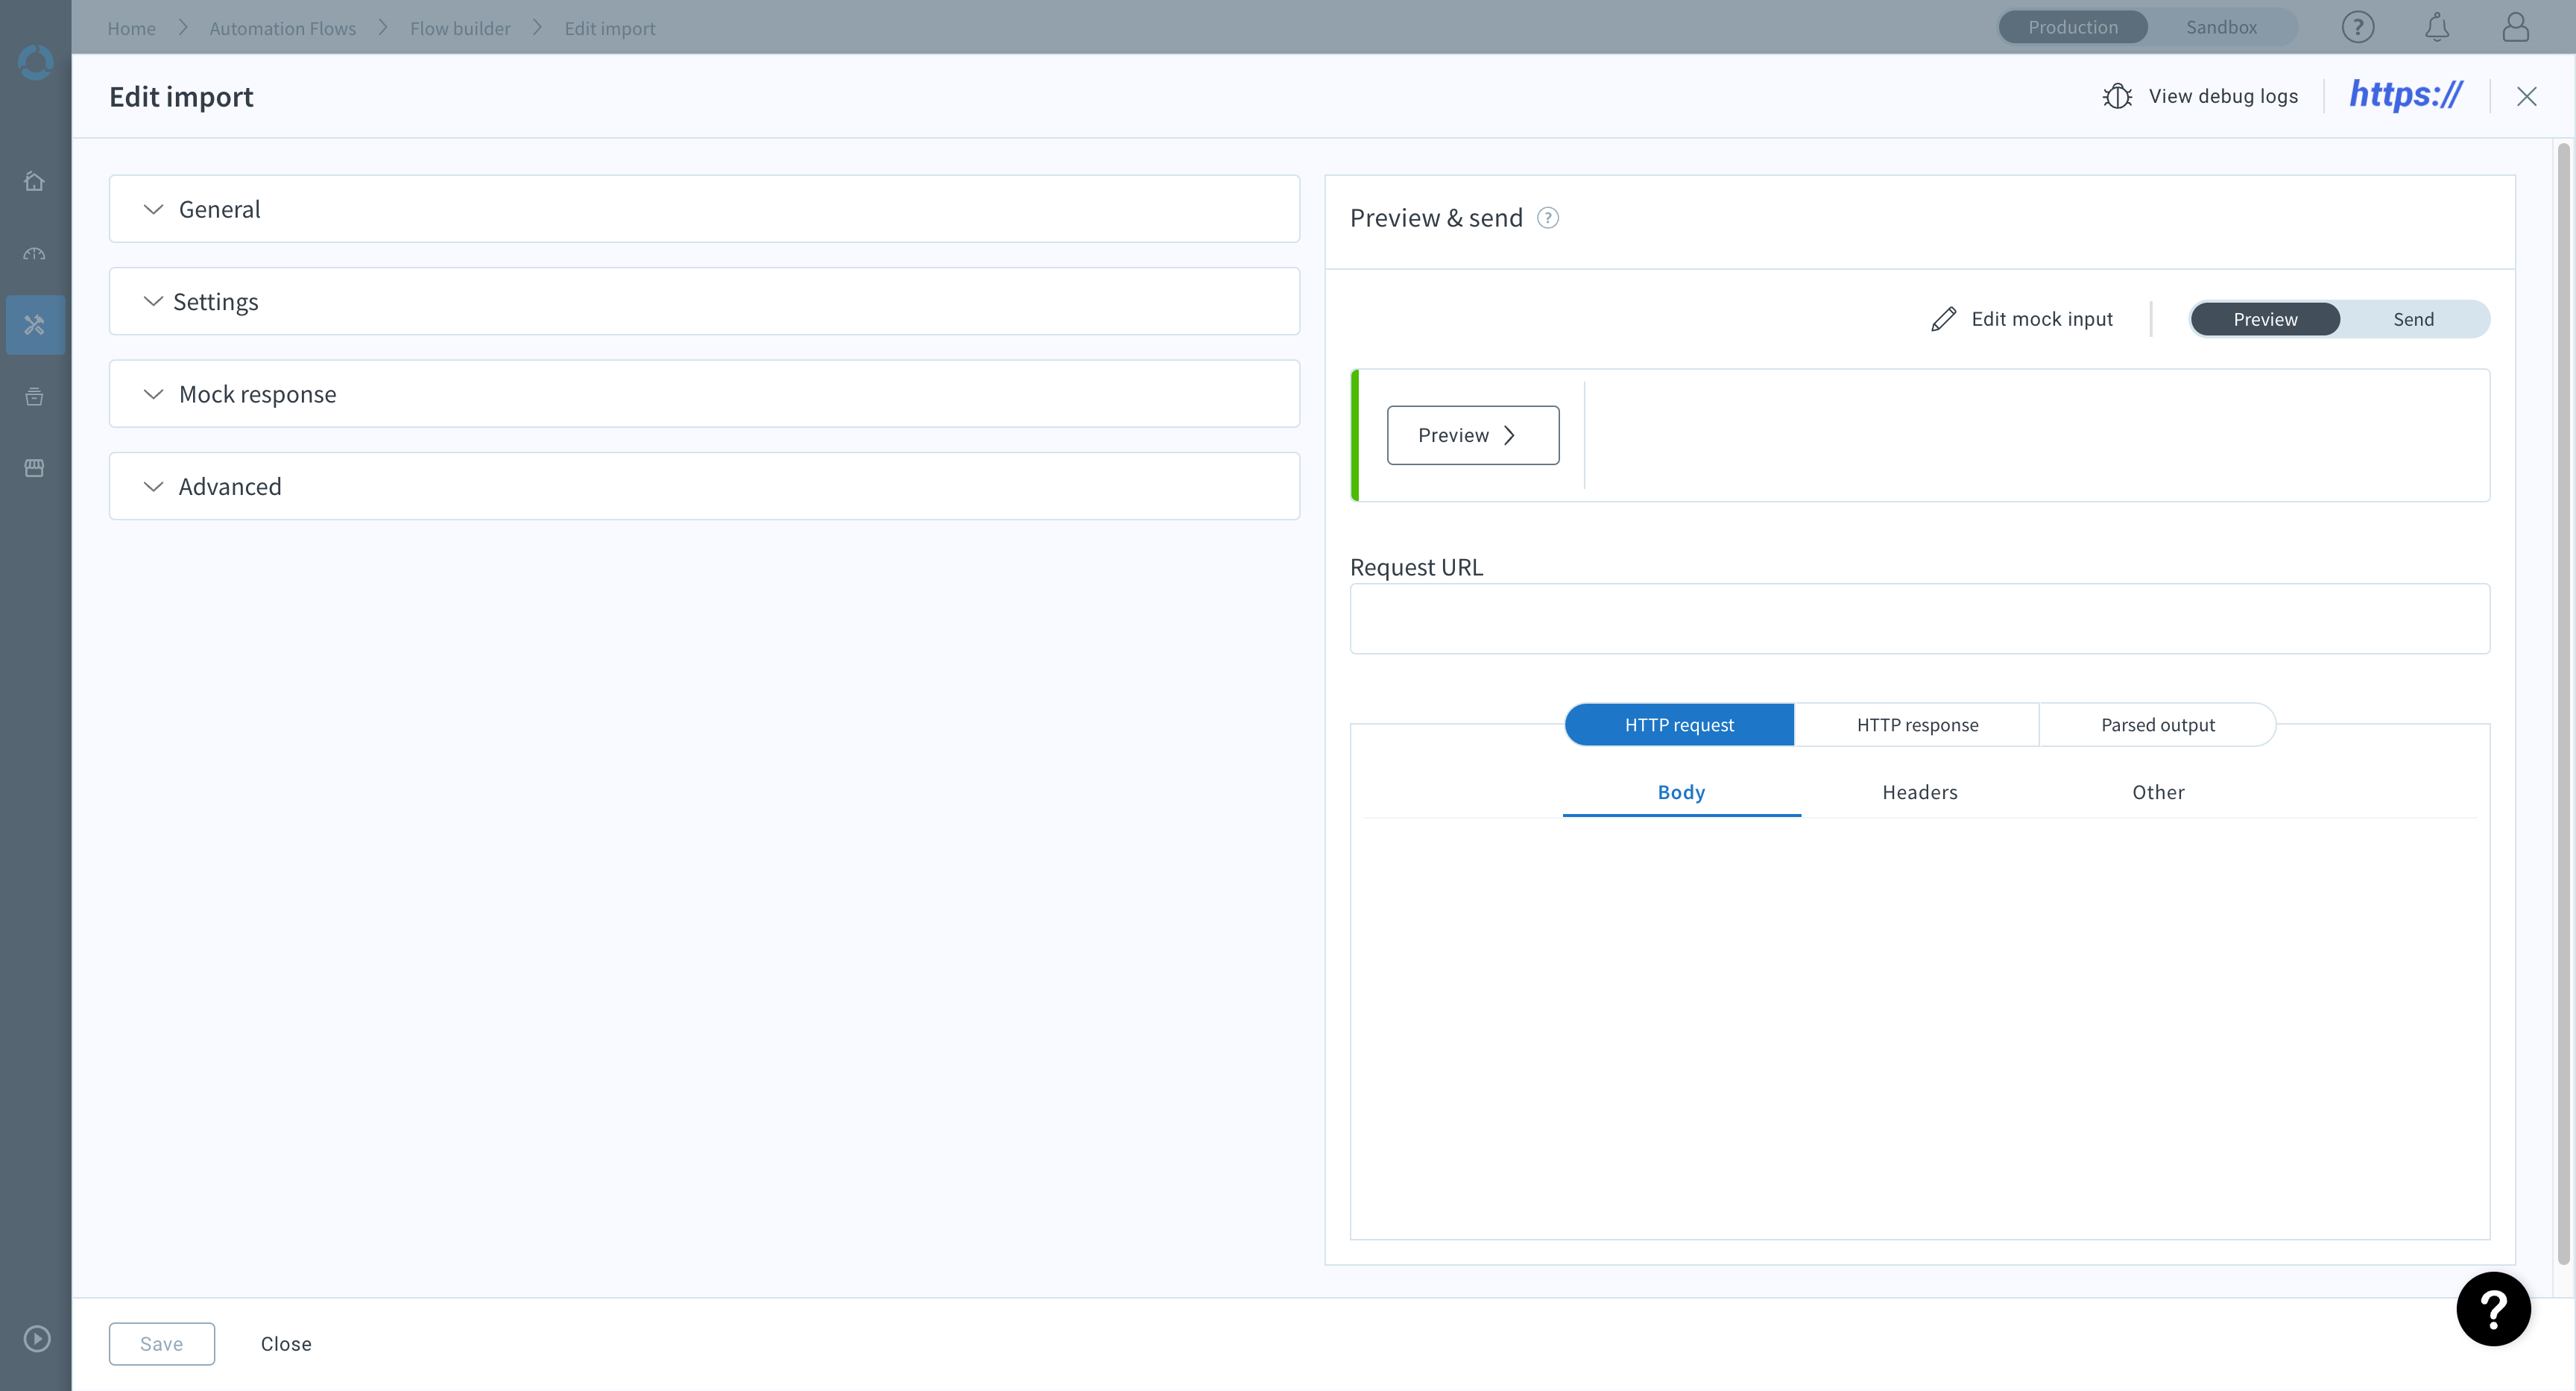 Home
Automation Flows
Flow builder
Edit import
Production
Sandbox
?
Edit import
View debug logs
https://
General
Settings
Mock response
Advanced
Preview & send
?
Edit mock input
Preview
Send
Preview
Request URL
HTTP request
HTTP response
Parsed output
Body
Headers
Other
Save
Close
?